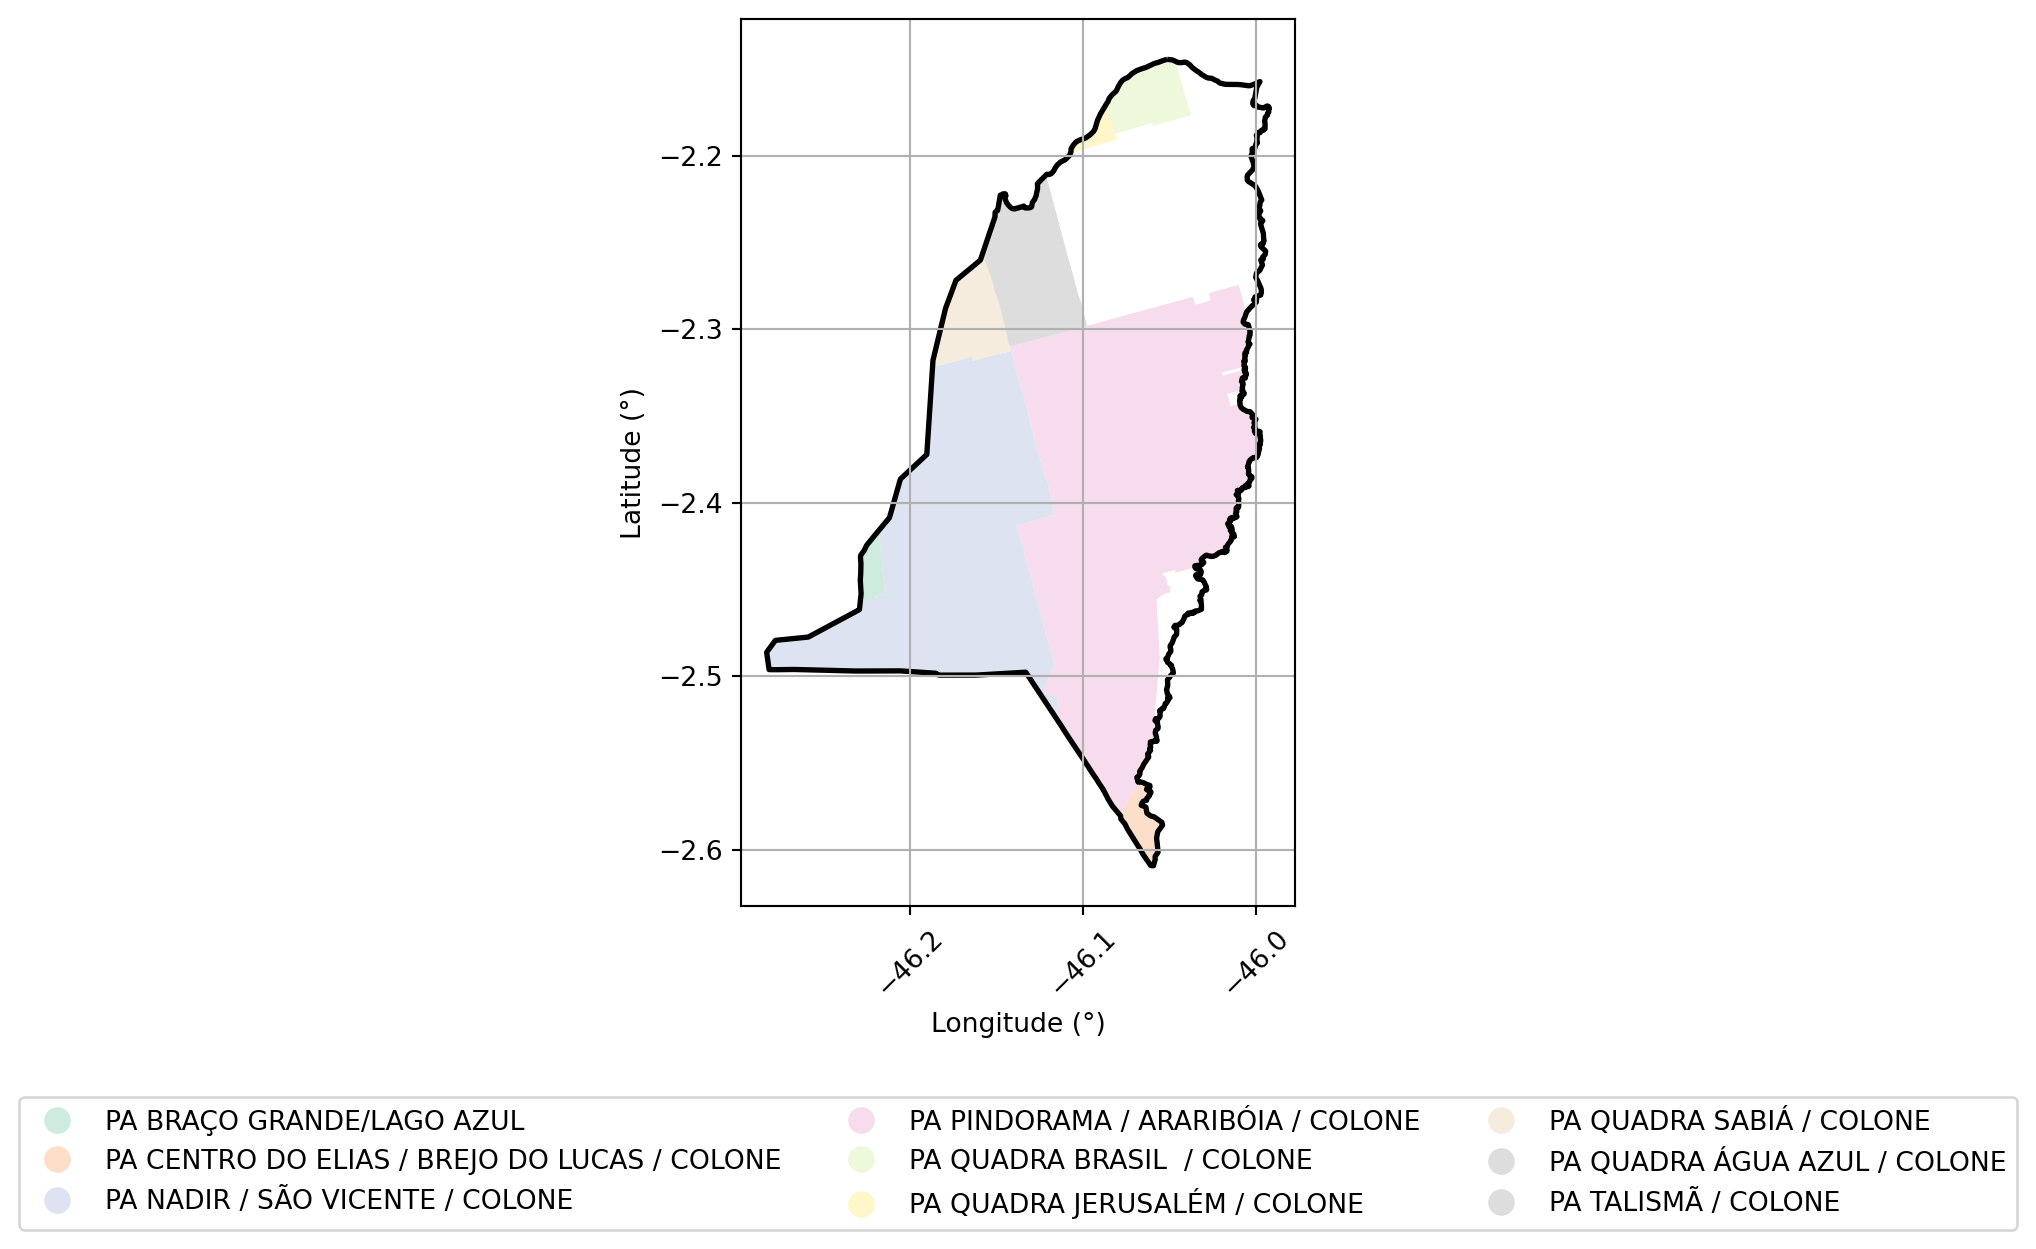 −2.2
−2.3
−2.4
−2.5
−2.6
Latitude (°)
−46.2
−46.1
−46.0
Longitude (°)
PA BRAÇO GRANDE/LAGO AZUL
PA CENTRO DO ELIAS / BREJO DO LUCAS / COLONE
PA NADIR / SÃO VICENTE / COLONE
PA PINDORAMA / ARARIBÓIA / COLONE
PA QUADRA BRASIL  / COLONE
PA QUADRA JERUSALÉM / COLONE
PA QUADRA SABIÁ / COLONE
PA QUADRA ÁGUA AZUL / COLONE
PA TALISMÃ / COLONE